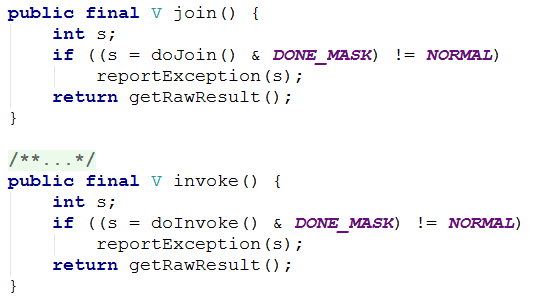 public final V join() {
    int s;
    if ((s = doJoin() & DONE_MASK) != NORMAL)
        reportException(s);
    return getRawResult();
}
/**...*/
public final V invoke() {
    int s;
    if ((s = doInvoke() & DONE_MASK) != NORMAL)
        reportException(s);
    return getRawResult();
}